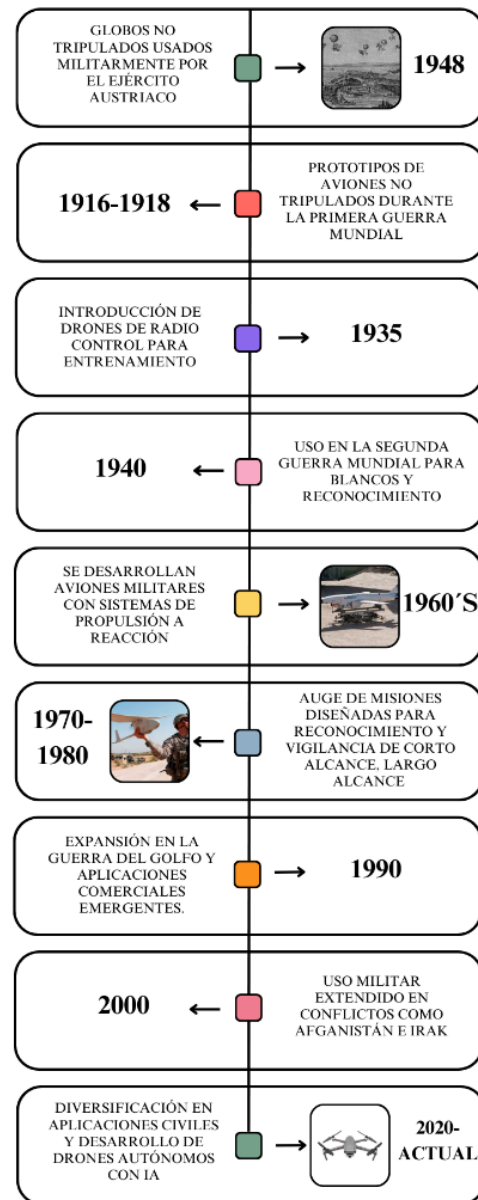 GLOBOS NO
TRIPULADOS USADOS
MILITARMENTE POR
EL EJÉRCITO
AUSTRIACO
1948
1916-1918
PROTOTIPOS DE
AVIONES NO
TRIPULADOS DURANTE
LA PRIMERA GUERRA
MUNDIAL
INTRODUCCIÓN DE
DRONES DE RADIO
CONTROL PARA
ENTRENAMIENTO
1935
1940
USO EN LA SEGUNDA
GUERRA MUNDIAL PARA
BLANCOS Y
RECONOCIMIENTO
SE DESARROLLAN
AVIONES MILITARES
CON SISTEMAS DE
PROPULSIÓN A
REACCIÓN
1960´S
1970-
1980
AUGE DE MISIONES
DISEÑADAS PARA
RECONOCIMIENTO Y
VIGILANCIA DE CORTO
ALCANCE, LARGO
ALCANCE
EXPANSIÓN EN LA
GUERRA DEL GOLFO Y
APLICACIONES
COMERCIALES
EMERGENTES.
1990
2000
USO MILITAR
EXTENDIDO EN
CONFLICTOS COMO
AFGANISTÁN E IRAK
DIVERSIFICACIÓN EN
APLICACIONES CIVILES
Y DESARROLLO DE
DRONES AUTÓNOMOS
CON IA
2020-
ACTUAL